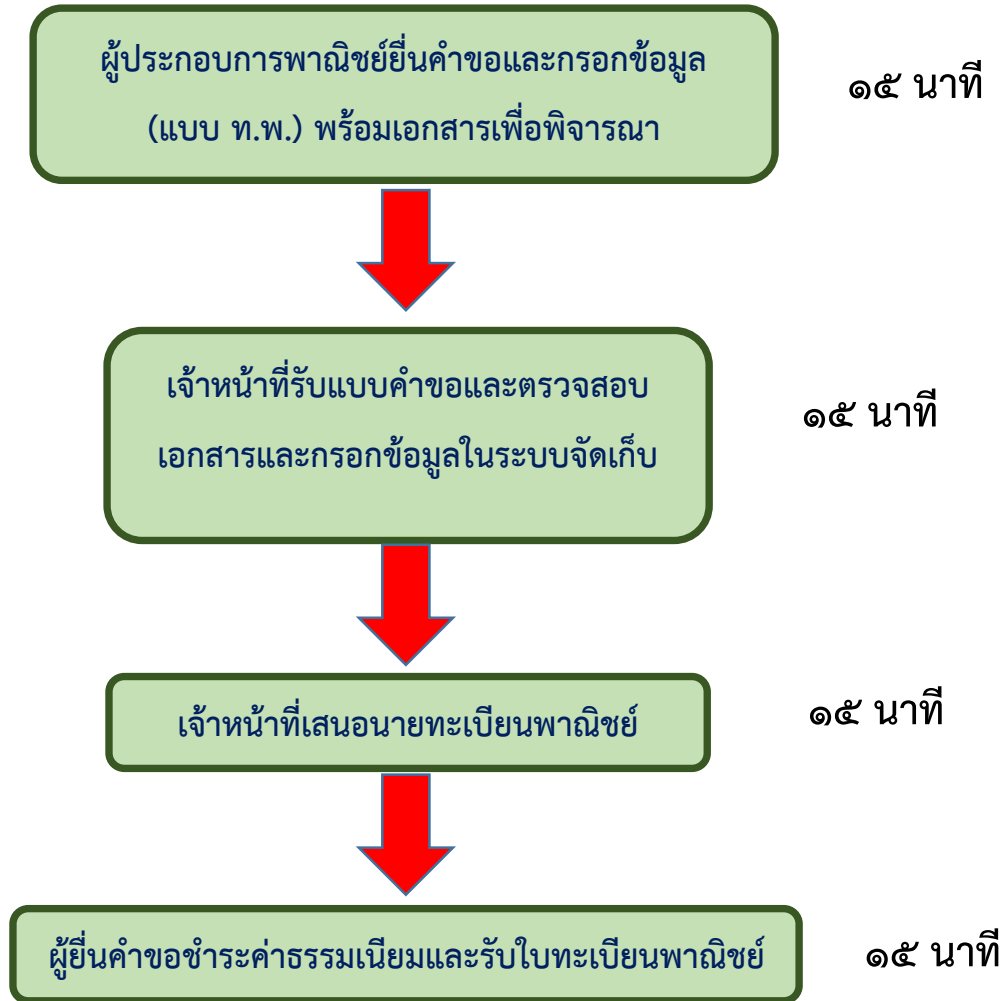 ผู้ประกอบการพาณิชย์ยื่นคำขอและกรอกข้อมูล
(แบบ ท.พ.) พร้อมเอกสารเพื่อพิจารณา
๑๕ นาที
เจ้าหน้าที่รับแบบคำขอและตรวจสอบ
เอกสารและกรอกข้อมูลในระบบจัดเก็บ
๑๕ นาที
เจ้าหน้าที่เสนอนายทะเบียนพาณิชย์
๑๕ นาที
ผู้ยื่นคำขอชำระค่าธรรมเนียมและรับใบทะเบียนพาณิชย์
๑๕ นาที